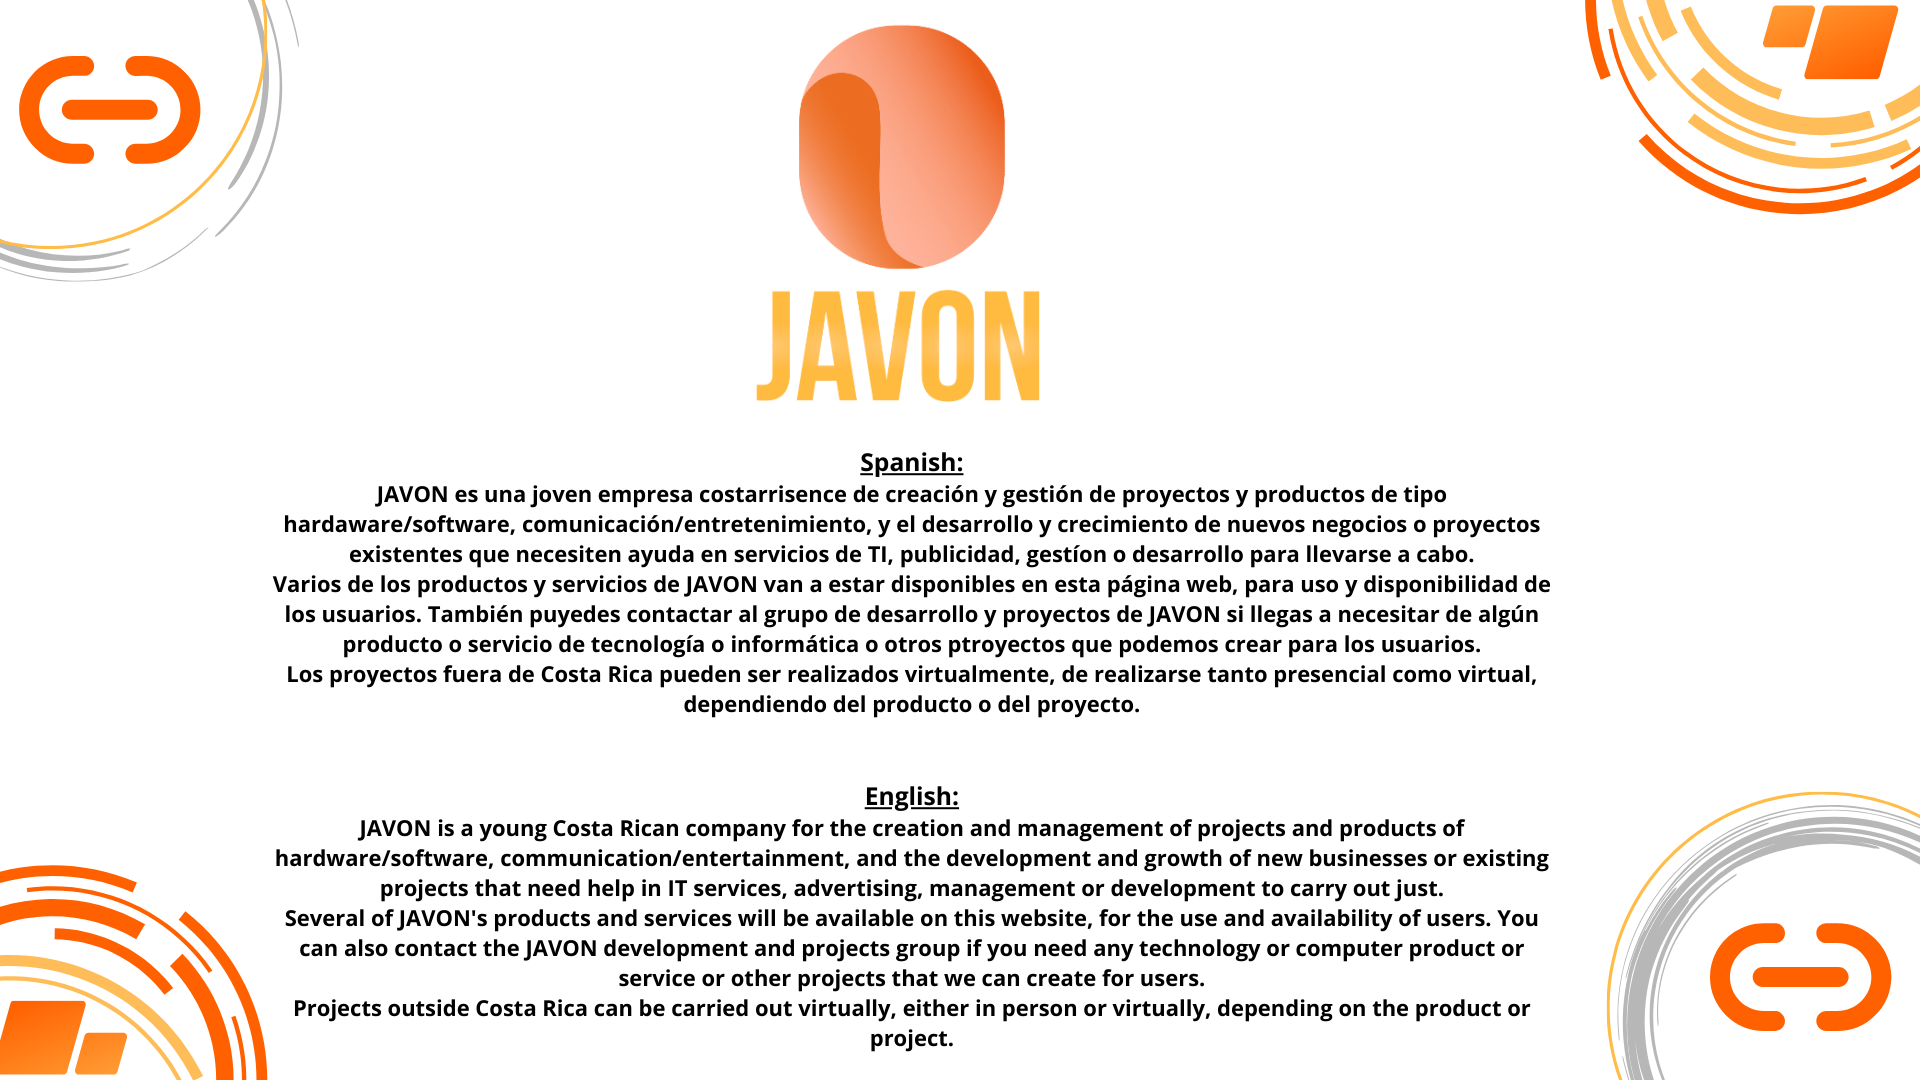 JAVON
Spanish:
JAVON es una joven empresa costarrisence de creación y gestión de proyectos y productos de tipo
hardaware/software, comunicación/entretenimiento, y el desarrollo y crecimiento de nuevos negocios o proyectos
existentes que necesiten ayuda en servicios de TI, publicidad, gestíon o desarrollo para llevarse a cabo.
Varios de los productos y servicios de JAVON van a estar disponibles en esta página web, para uso y disponibilidad de
los usuarios. También puyedes contactar al grupo de desarrollo y proyectos de JAVON si llegas a necesitar de algún
producto o servicio de tecnología o informática o otros ptroyectos que podemos crear para los usuarios.
Los proyectos fuera de Costa Rica pueden ser realizados virtualmente, de realizarse tanto presencial como virtual,
dependiendo del producto o del proyecto.
English:
JAVON is a young Costa Rican company for the creation and management of projects and products of
hardware/software, communication/entertainment, and the development and growth of new businesses or existing
projects that need help in IT services, advertising, management or development to carry out just.
Several of JAVON's products and services will be available on this website, for the use and availability of users. You
can also contact the JAVON development and projects group if you need any technology or computer product or
service or other projects that we can create for users.
Projects outside Costa Rica can be carried out virtually, either in person or virtually, depending on the product or
project.